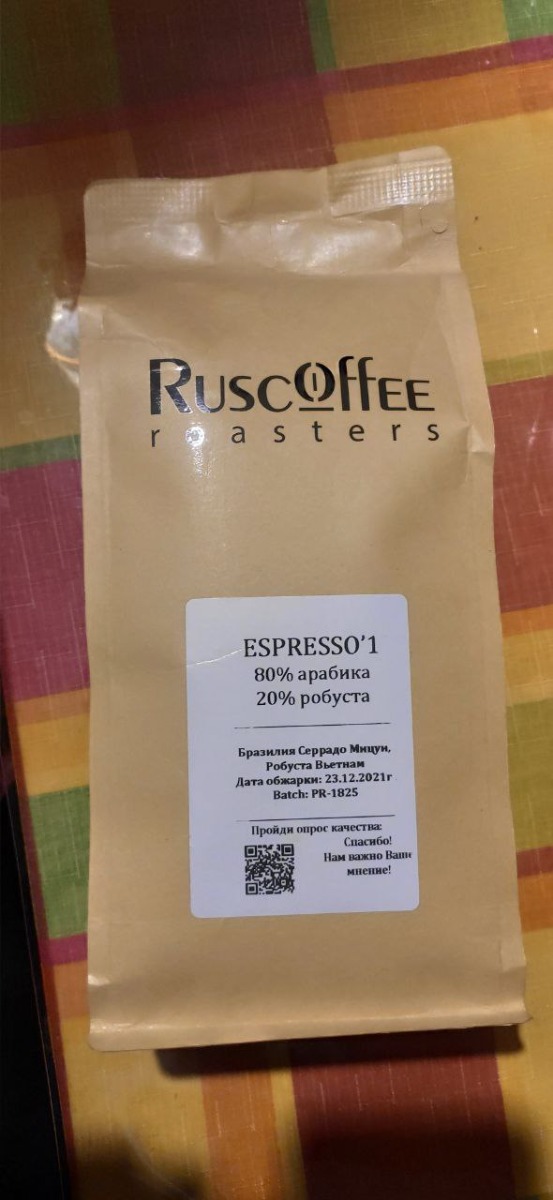 RUSCOFFEE
roasters
ESPRESSO'1
80% арабика
20% робуста
Бразилия Серрадо Мицуи,
Робуста Вьетнам
Дата обжарки: 23.12.2021г
Batch: PR-1825
Пройди опрос качества:
Спасибо!
Нам важно Ваше
мнение!